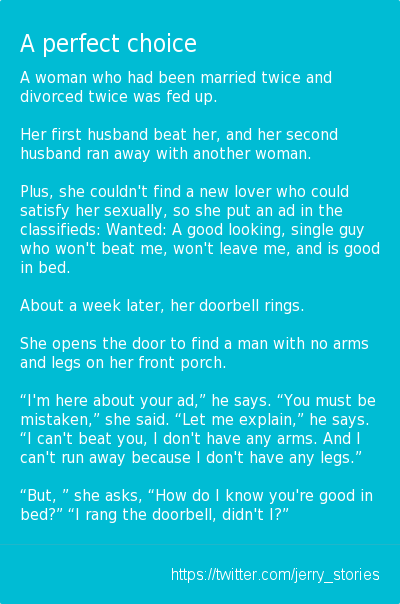 A perfect choice
A woman who had been married twice and
divorced twice was fed up.
Her first husband beat her, and her second
husband ran away with another woman.
Plus, she couldn't find a new lover who could
satisfy her sexually, so she put an ad in the
classifieds: Wanted: A good looking, single guy
who won't beat me, won't leave me, and is good
in bed.
About a week later, her doorbell rings.
She opens the door to find a man with no arms
and legs on her front porch.
“I'm here about your ad,” he says. “You must be
mistaken,” she said. “Let me explain,” he says.
“I can't beat you, I don't have any arms. And I
can't run away because I don't have any legs.”
“But, ” she asks, “How do I know you're good in
bed?” “I rang the doorbell, didn't I?”
https://twitter.com/jerry_stories